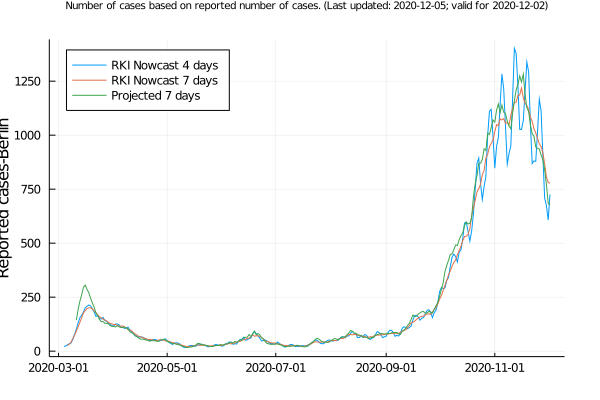 Number of cases based on reported number of cases. (Last updated: 2020-12-05; valid for 2020-12-02)
RKI Nowcast 4 days
RKI Nowcast 7 days
Projected 7 days
Reported cases-Berlin
1250
1000
750
500
250
0
2020-03-01 2020-05-01 2020-07-01 2020-09-01 2020-11-01